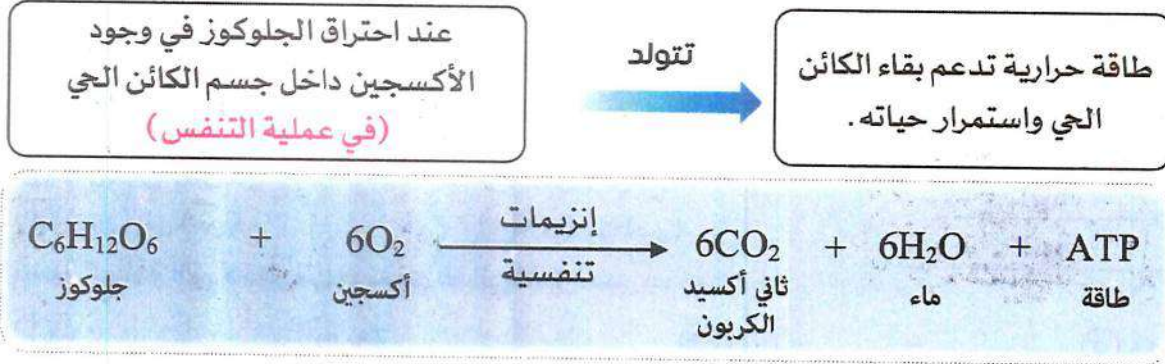 عند احتراق الجلوكوز في وجود
الأكسجين داخل جسم الكائن الحي
(في عملية التنفس)
تتولد
طاقة حرارية تدعم بقاء الكائن
الحي واستمرار حياته.
C₆H₁₂O₆ + 6O₂ إنزيمات تنفسية 6CO₂ + 6H₂O + ATP
جلوكوز أكسجين ثاني أكسيد الكربون ماء طاقة